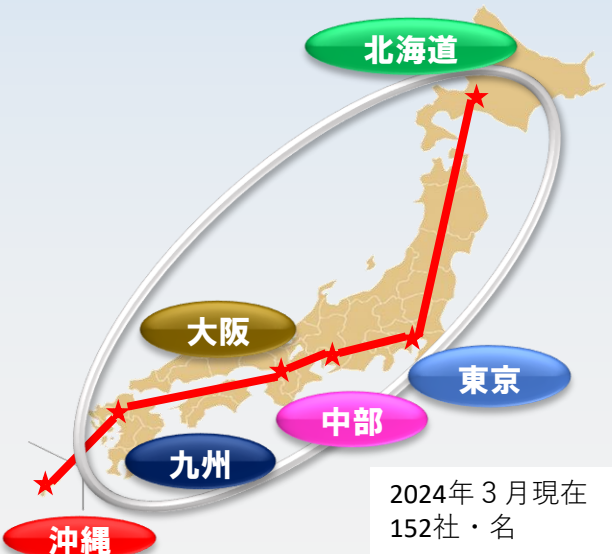 北海道
大阪
東京
中部
九州
沖縄
2024年３月現在
152社・名